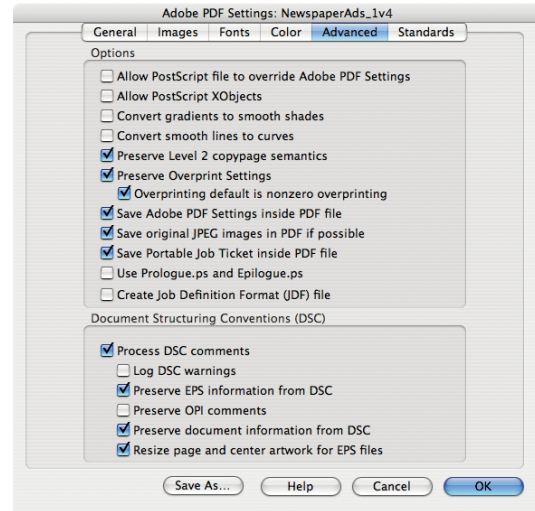 Adobe PDF Settings: NewspaperAds_1v4
General Images Fonts Color Advanced Standards
Options
Allow PostScript file to override Adobe PDF Settings
Allow PostScript XObjects
Convert gradients to smooth shades
Convert smooth lines to curves
Preserve Level 2 copypage semantics
Preserve Overprint Settings
Overprinting default is nonzero overprinting
Save Adobe PDF Settings inside PDF file
Save original JPEG images in PDF if possible
Save Portable Job Ticket inside PDF file
Use Prologue.ps and Epilogue.ps
Create Job Definition Format (JDF) file
Document Structuring Conventions (DSC)
Process DSC comments
Log DSC warnings
Preserve EPS information from DSC
Preserve OPI comments
Preserve document information from DSC
Resize page and center artwork for EPS files
Save As... Help Cancel OK